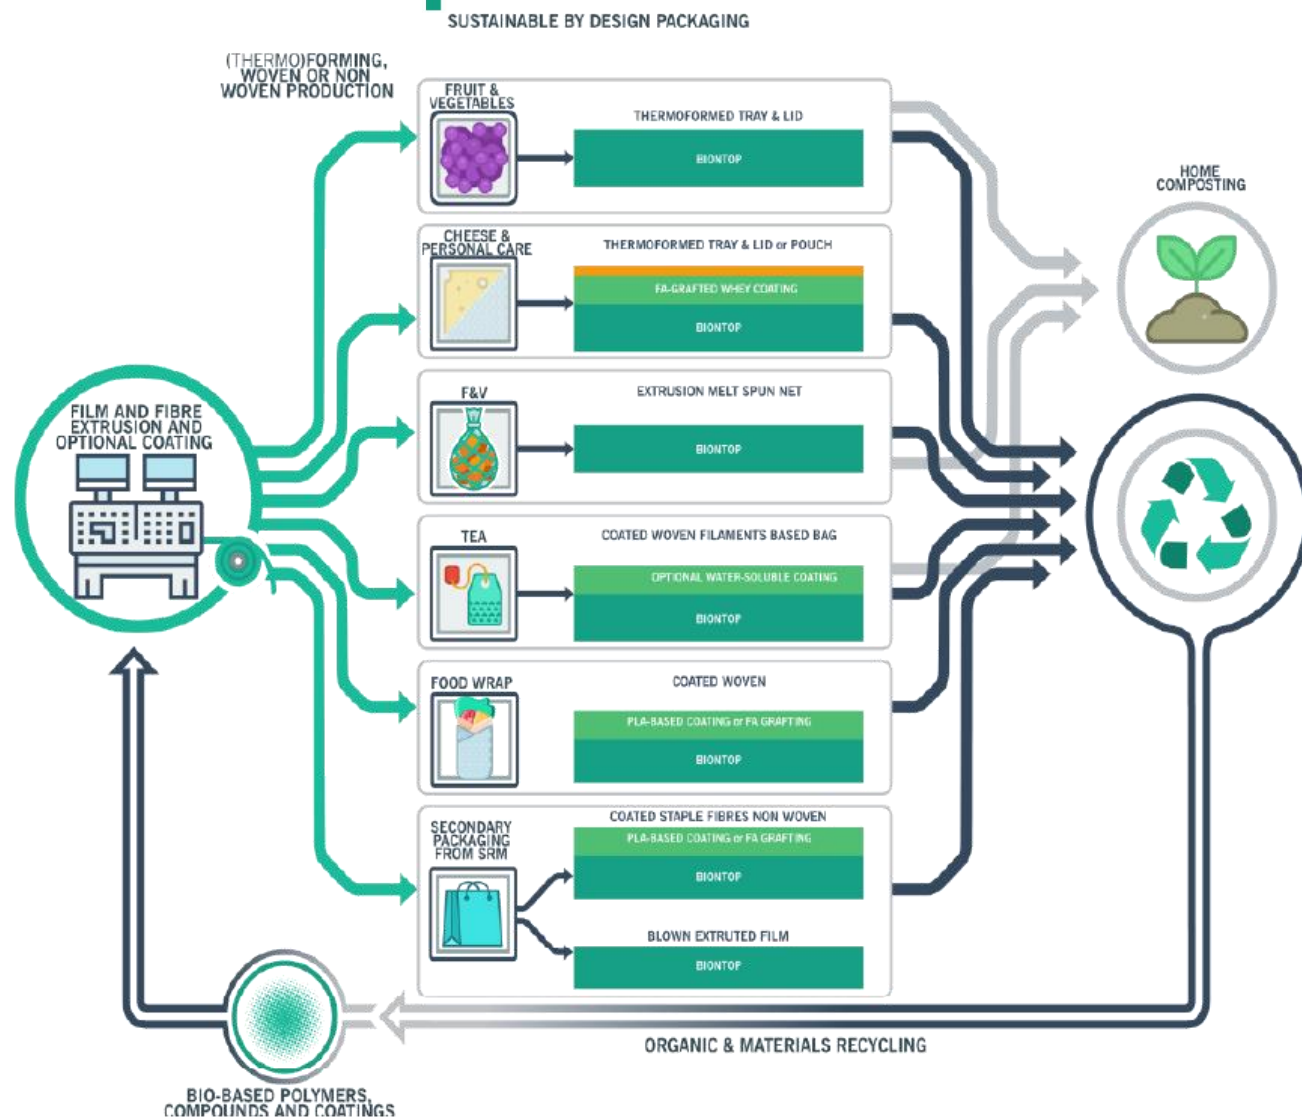 SUSTAINABLE BY DESIGN PACKAGING
(THERMO)FORMING,
WOVEN OR NON
WOVEN PRODUCTION
FRUIT &
VEGETABLES
THERMOFORMED TRAY & LID
BIONTOP
HOME
COMPOSTING
CHEESE &
PERSONAL CARE
THERMOFORMED TRAY & LID or POUCH
FA-GRAFTED WHEY COATING
BIONTOP
FILM AND FIBRE
EXTRUSION AND
OPTIONAL COATING
F&V
EXTRUSION MELT SPUN NET
BIONTOP
TEA
COATED WOVEN FILAMENTS BASED BAG
OPTIONAL WATER-SOLUBLE COATING
BIONTOP
FOOD WRAP
COATED WOVEN
PLA-BASED COATING or FA GRAFTING
BIONTOP
SECONDARY
PACKAGING
FROM SRM
COATED STAPLE FIBRES NON WOVEN
PLA-BASED COATING or FA GRAFTING
BIONTOP
BLOWN EXTRUTED FILM
BIONTOP
ORGANIC & MATERIALS RECYCLING
BIO-BASED POLYMERS,
COMPOUNDS AND COATINGS